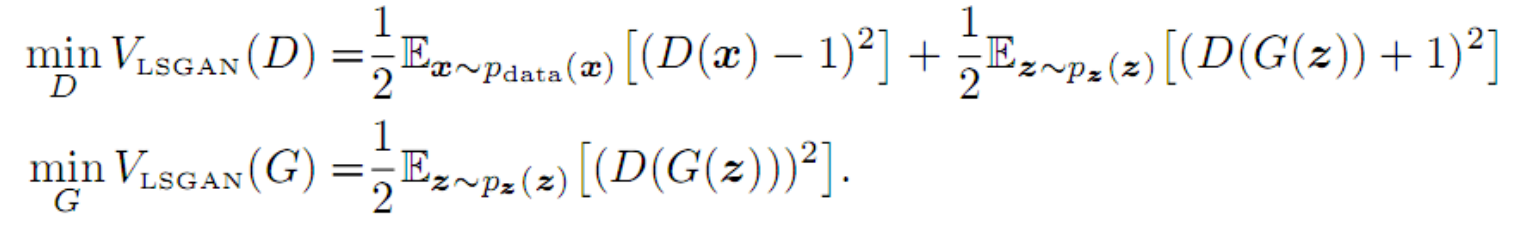 min_D V_LSGAN(D) = 1/2 𝔼_{x∼p_data(x)} [(D(x) − 1)²] + 1/2 𝔼_{z∼p_z(z)} [(D(G(z)) + 1)²]
min_G V_LSGAN(G) = 1/2 𝔼_{z∼p_z(z)} [(D(G(z)))²].